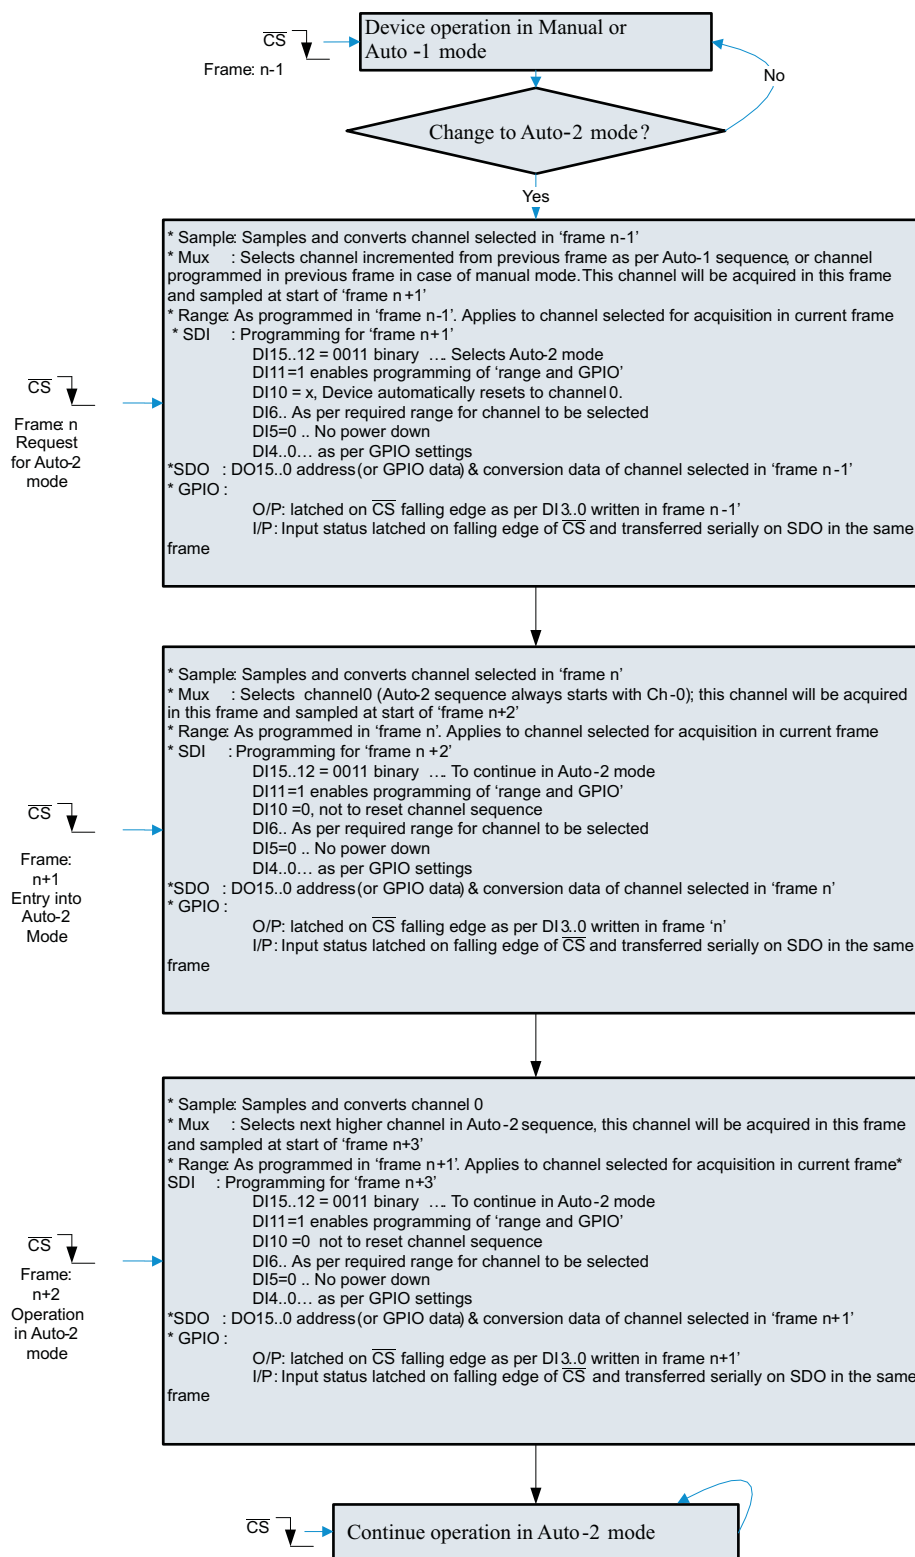 Device operation in Manual or
Auto -1 mode
CS
Frame: n-1
No
Change to Auto-2 mode?
Yes
* Sample: Samples and converts channel selected in ‘frame n-1’
* Mux : Selects channel incremented from previous frame as per Auto-1 sequence, or channel
programmed in previous frame in case of manual mode. This channel will be acquired in this frame
and sampled at start of ‘frame n+1’
* Range: As programmed in ‘frame n-1’. Applies to channel selected for acquisition in current frame
* SDI : Programming for ‘frame n+1’
DI15..12 = 0011 binary …. Selects Auto-2 mode
DI11=1 enables programming of ‘range and GPIO’
DI10 = x, Device automatically resets to channel 0.
DI6.. As per required range for channel to be selected
DI5=0 .. No power down
DI4..0… as per GPIO settings
*SDO : DO15..0 address (or GPIO data) & conversion data of channel selected in ‘frame n-1’
* GPIO :
O/P: latched on CS falling edge as per DI3..0 written in frame n-1’
I/P: Input status latched on falling edge of CS and transferred serially on SDO in the same
frame
CS
Frame: n
Request
for Auto-2
mode
* Sample: Samples and converts channel selected in ‘frame n’
* Mux : Selects channel0 (Auto-2 sequence always starts with Ch-0); this channel will be acquired
in this frame and sampled at start of ‘frame n+2’
* Range: As programmed in ‘frame n’. Applies to channel selected for acquisition in current frame
* SDI : Programming for ‘frame n+2’
DI15..12 = 0011 binary …. To continue in Auto-2 mode
DI11=1 enables programming of ‘range and GPIO’
DI10 =0, not to reset channel sequence
DI6.. As per required range for channel to be selected
DI5=0 .. No power down
DI4..0… as per GPIO settings
*SDO : DO15..0 address (or GPIO data) & conversion data of channel selected in ‘frame n’
* GPIO :
O/P: latched on CS falling edge as per DI3..0 written in frame ‘n’
I/P: Input status latched on falling edge of CS and transferred serially on SDO in the same
frame
CS
Frame:
n+1
Entry into
Auto-2
Mode
* Sample: Samples and converts channel 0
* Mux : Selects next higher channel in Auto-2 sequence, this channel will be acquired in this frame
and sampled at start of ‘frame n+3’
* Range: As programmed in ‘frame n+1’. Applies to channel selected for acquisition in current frame*
SDI : Programming for ‘frame n+3’
DI15..12 = 0011 binary …. To continue in Auto-2 mode
DI11=1 enables programming of ‘range and GPIO’
DI10 =0 not to reset channel sequence
DI6.. As per required range for channel to be selected
DI5=0 .. No power down
DI4..0… as per GPIO settings
*SDO : DO15..0 address (or GPIO data) & conversion data of channel selected in ‘frame n+1’
* GPIO :
O/P: latched on CS falling edge as per DI3..0 written in frame n+1’
I/P: Input status latched on falling edge of CS and transferred serially on SDO in the same
frame
CS
Frame:
n+2
Operation
in Auto-2
mode
CS
Continue operation in Auto-2 mode